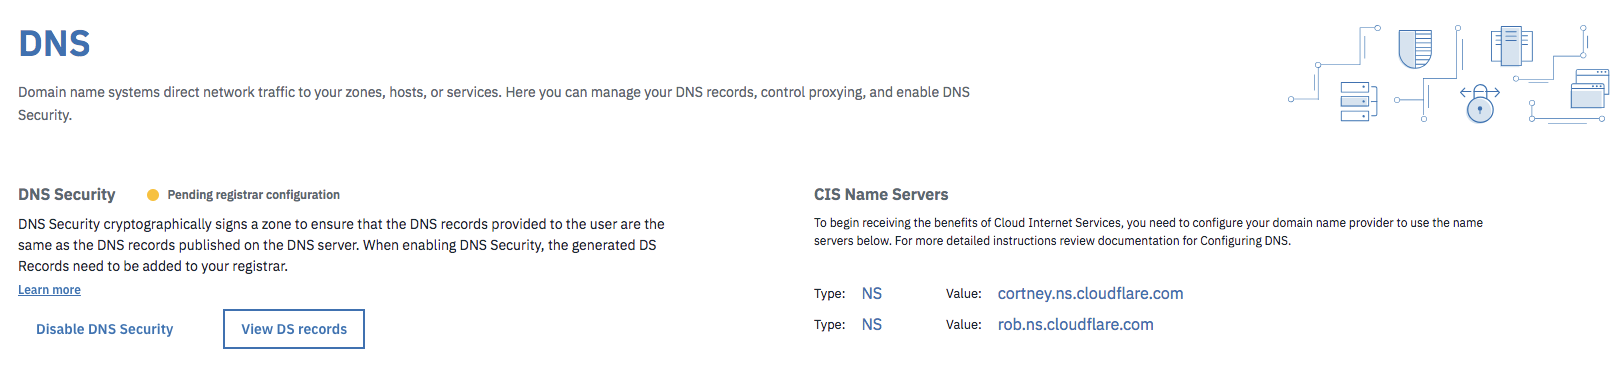 DNS
Domain name systems direct network traffic to your zones, hosts, or services. Here you can manage your DNS records, control proxying, and enable DNS
Security.
DNS Security Pending registrar configuration
DNS Security cryptographically signs a zone to ensure that the DNS records provided to the user are the
same as the DNS records published on the DNS server. When enabling DNS Security, the generated DS
Records need to be added to your registrar.
Learn more
Disable DNS Security View DS records
CIS Name Servers
To begin receiving the benefits of Cloud Internet Services, you need to configure your domain name provider to use the name
servers below. For more detailed instructions review documentation for Configuring DNS.
Type: NS Value: cortney.ns.cloudflare.com
Type: NS Value: rob.ns.cloudflare.com